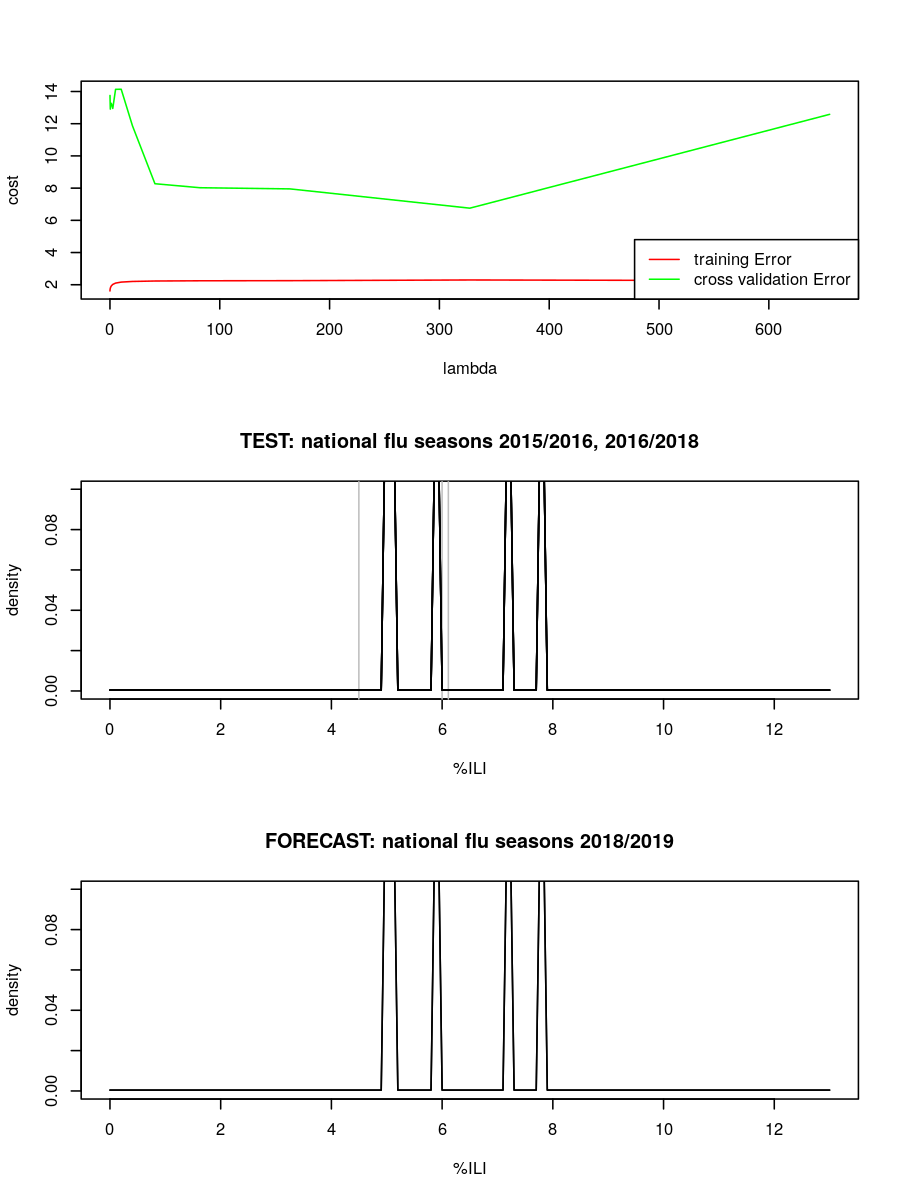 14
12
10
8
6
4
2
cost
training Error
cross validation Error
0 100 200 300 400 500 600
lambda
TEST: national flu seasons 2015/2016, 2016/2018
0.08
0.04
0.00
density
0 2 4 6 8 10 12
%ILI
FORECAST: national flu seasons 2018/2019
0.08
0.04
0.00
density
0 2 4 6 8 10 12
%ILI